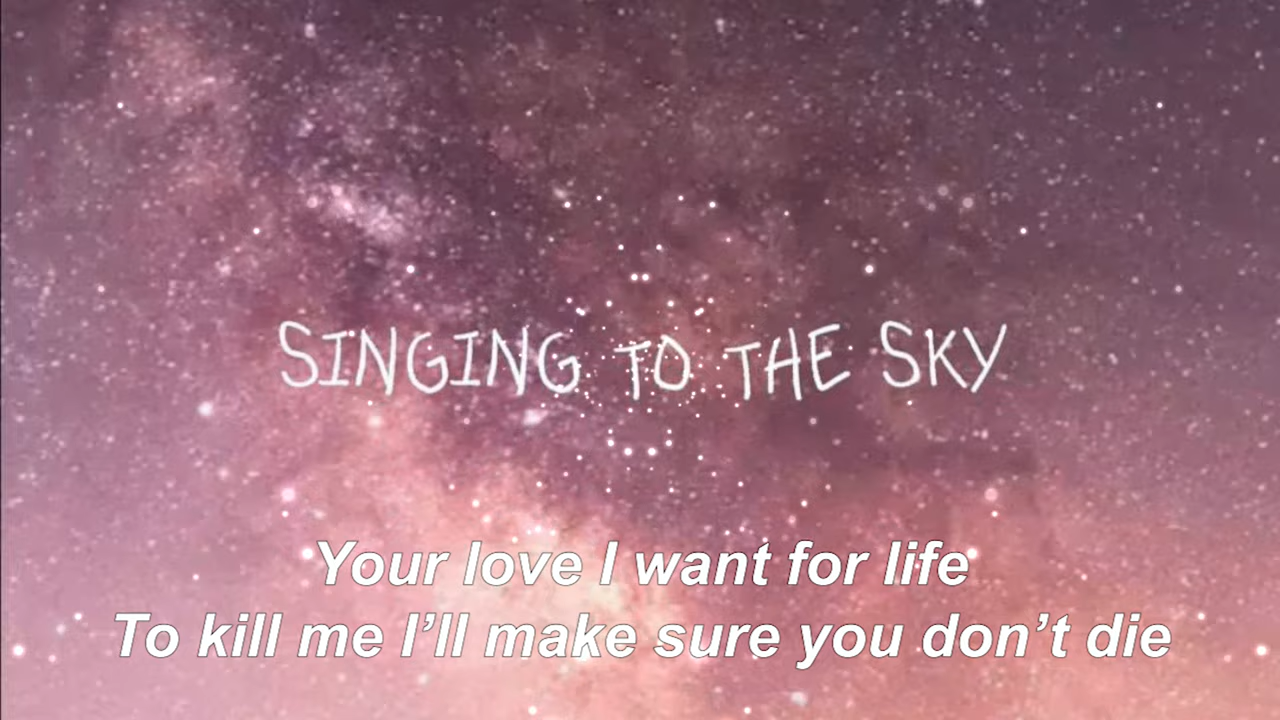 SINGING TO THE SKY
Your love I want for life
To kill me I’ll make sure you don’t die